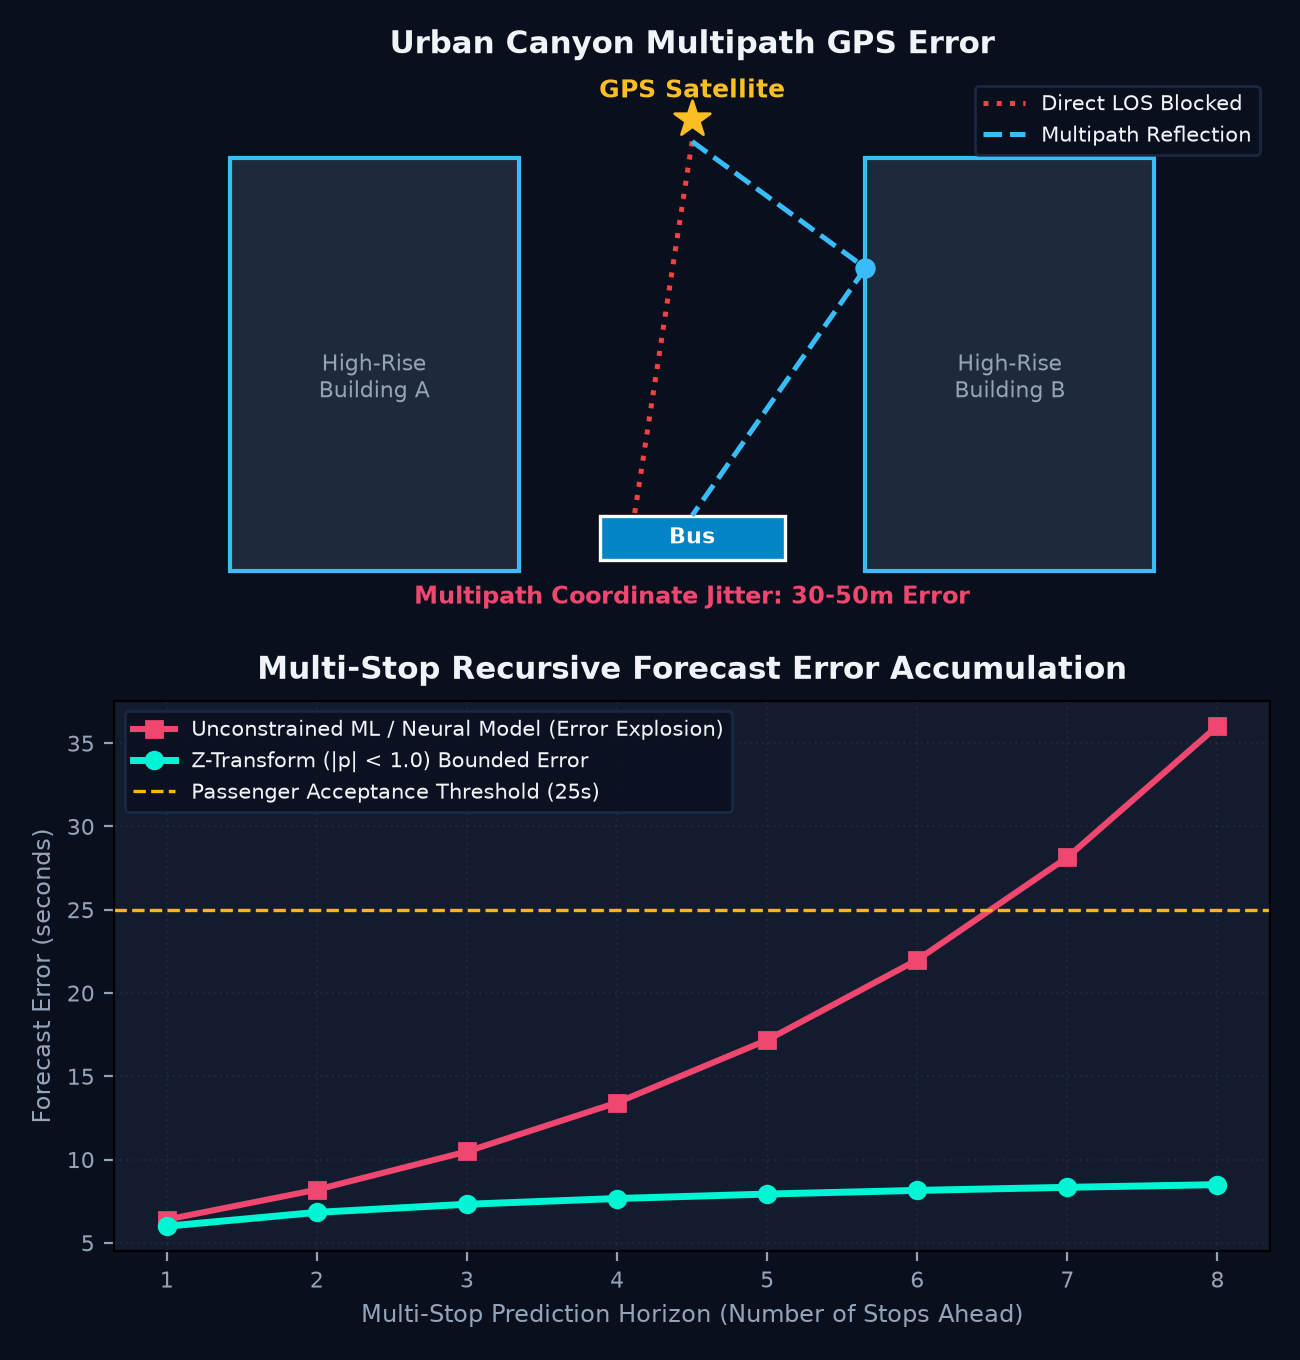 Urban Canyon Multipath GPS Error
GPS Satellite
Direct LOS Blocked
Multipath Reflection
High-Rise
Building A
High-Rise
Building B
Bus
Multipath Coordinate Jitter: 30-50m Error
Multi-Stop Recursive Forecast Error Accumulation
Unconstrained ML / Neural Model (Error Explosion)
Z-Transform (|p| < 1.0) Bounded Error
Passenger Acceptance Threshold (25s)
35
30
25
20
15
10
5
Forecast Error (seconds)
1 2 3 4 5 6 7 8
Multi-Stop Prediction Horizon (Number of Stops Ahead)